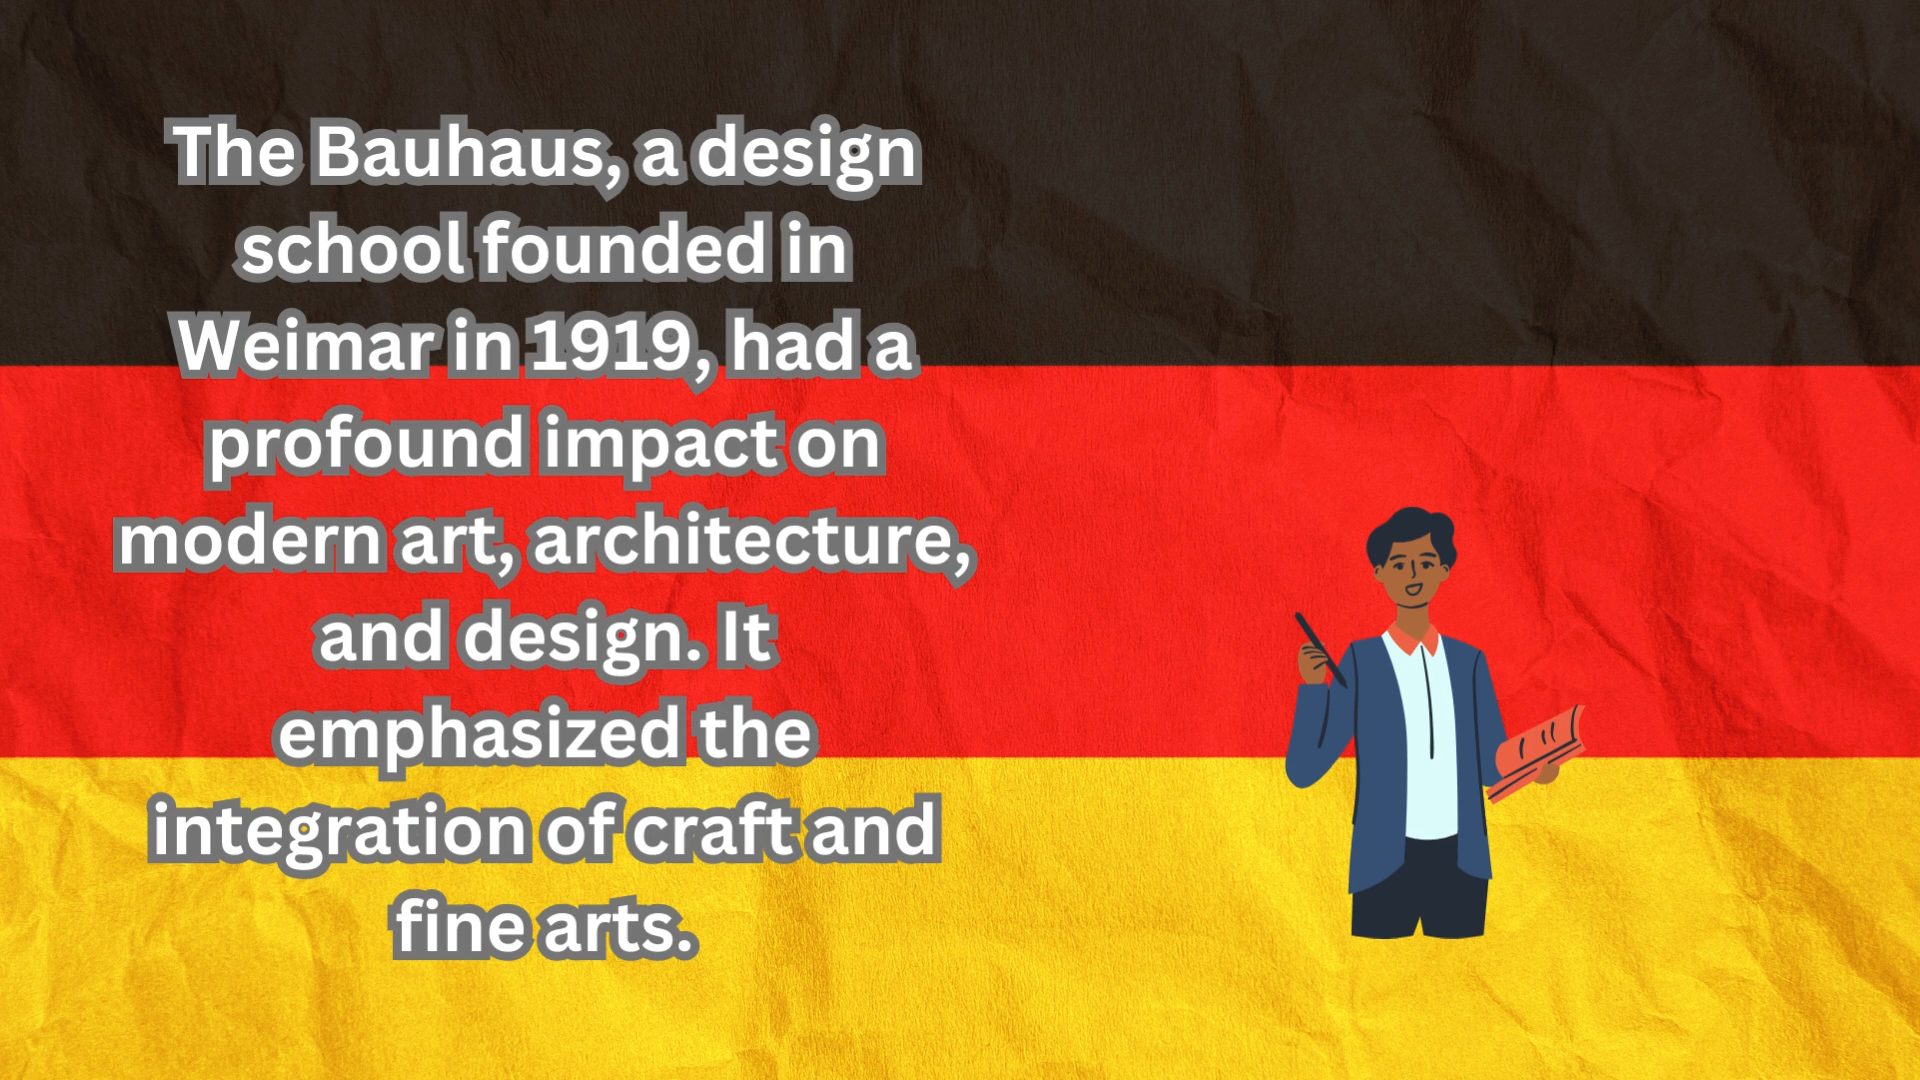 The Bauhaus, a design
school founded in
Weimar in 1919, had a
profound impact on
modern art, architecture,
and design. It
emphasized the
integration of craft and
fine arts.